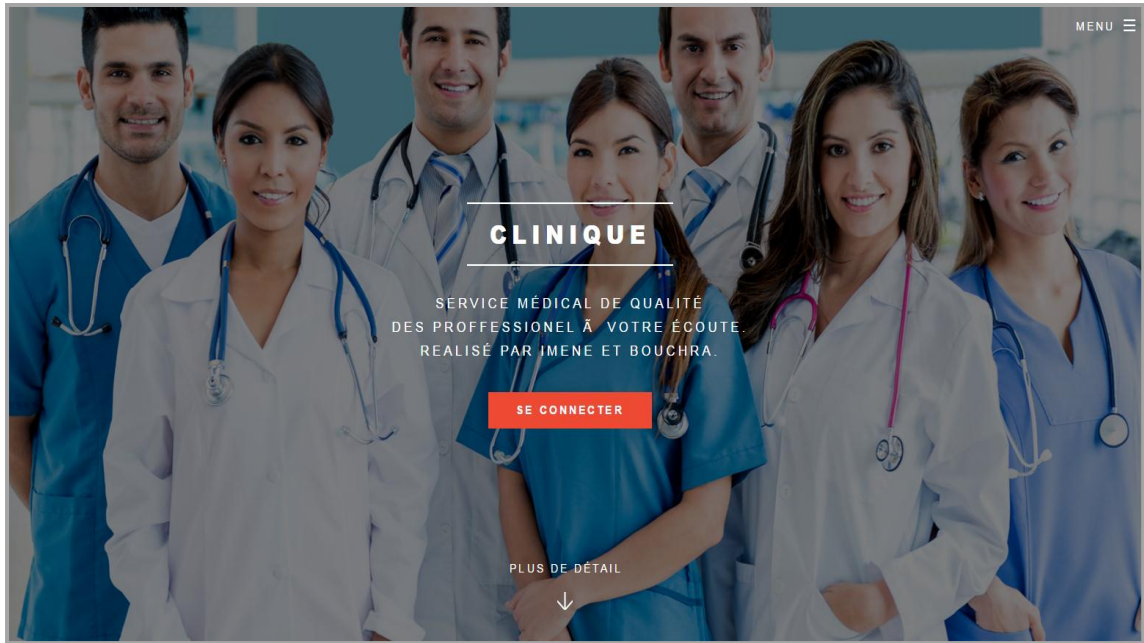 MENU ☰
CLINIQUE
SERVICE MÉDICAL DE QUALITÉ
DES PROFFESSIONEL Ã VOTRE ÉCOUTE.
REALISÉ PAR IMENE ET BOUCHRA.
SE CONNECTER
PLUS DE DÉTAIL